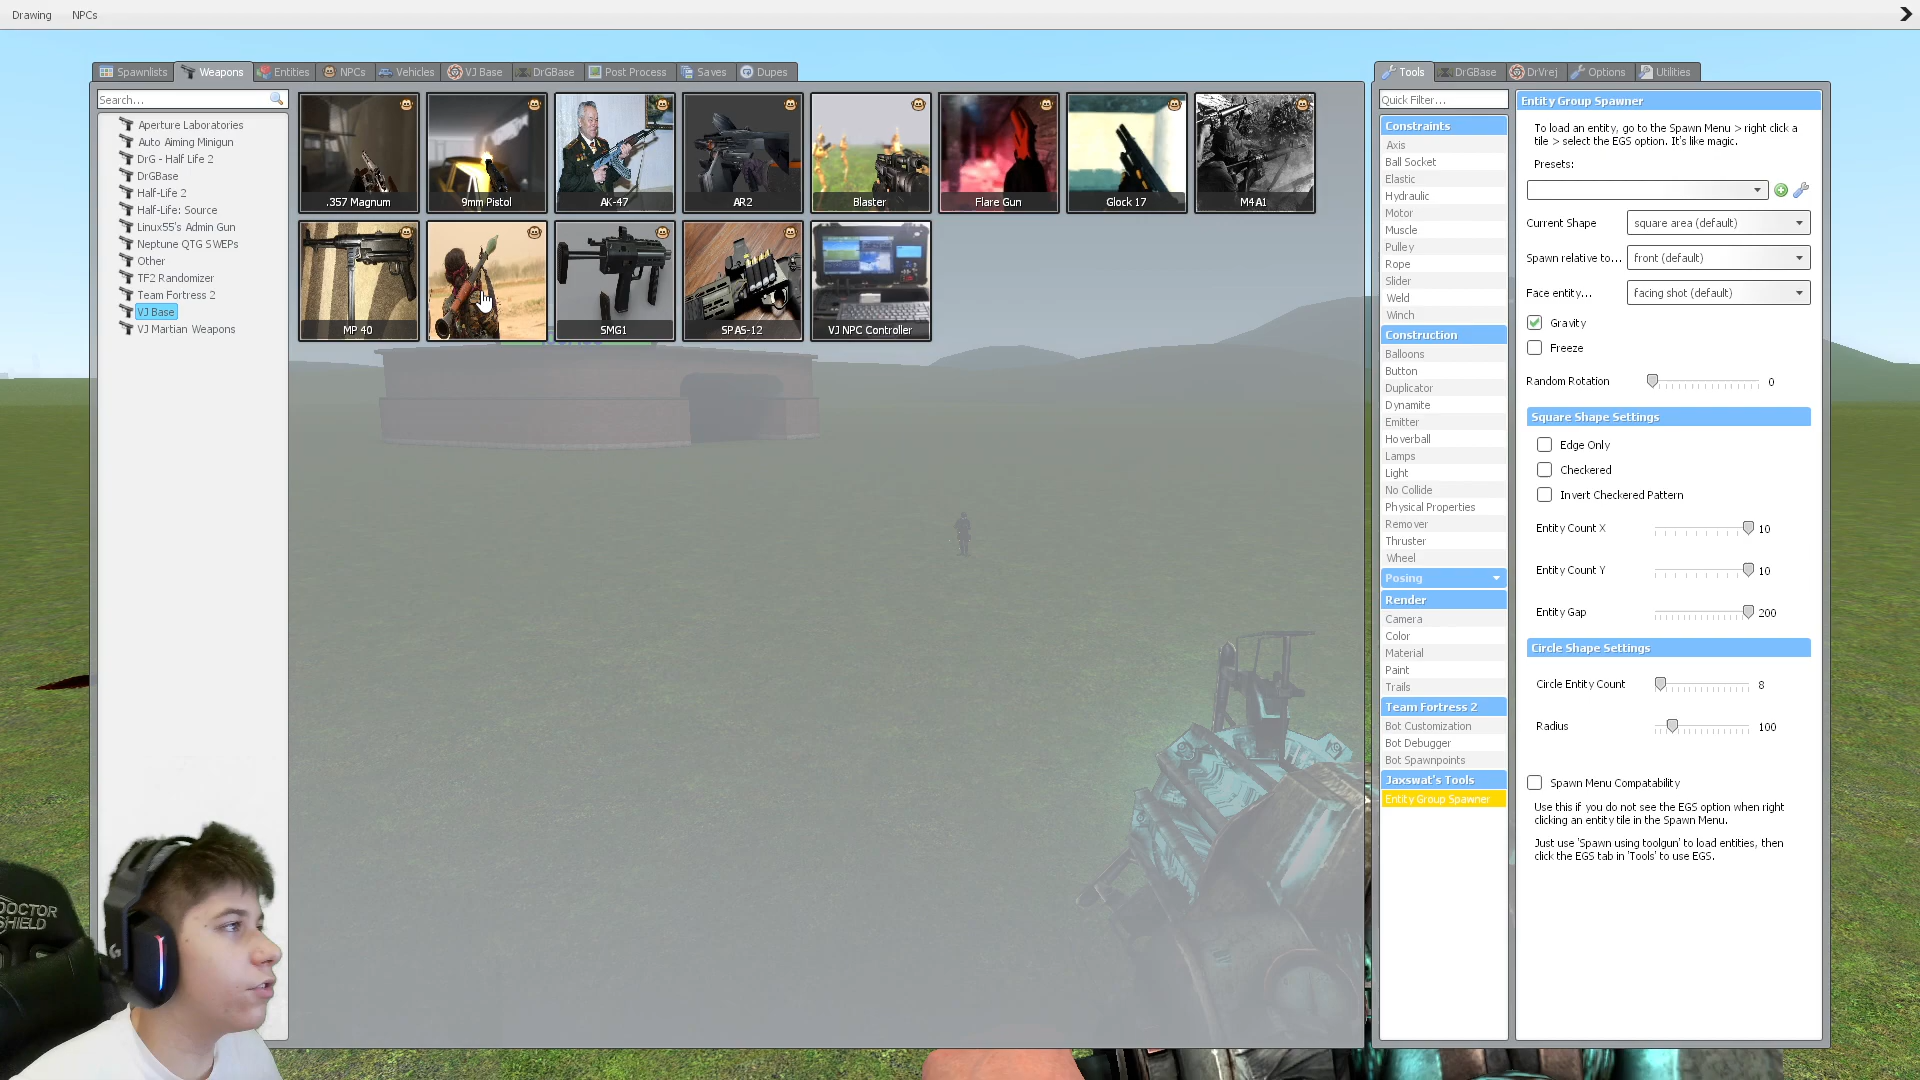 Drawing NPCs
Spawnlists Weapons Entities NPCs Vehicles VJ Base DrGBase Post Process Saves Dupes
Search...
Aperture Laboratories
Auto Aiming Minigun
DrG - Half Life 2
DrGBase
Half-Life 2
Half-Life: Source
Linux55's Admin Gun
Neptune QTG SWEPs
Other
TF2 Randomizer
Team Fortress 2
VJ Base
VJ Martian Weapons
.357 Magnum 9mm Pistol AK-47 AR2 Blaster Flare Gun Glock 17 M4A1
MP 40 SMG1 SPAS-12 VJ NPC Controller
Tools DrGBase DrVrej Options Utilities
Quick Filter...
Constraints
Axis
Ball Socket
Elastic
Hydraulic
Motor
Muscle
Pulley
Rope
Slider
Weld
Winch
Construction
Balloons
Button
Duplicator
Dynamite
Emitter
Hoverball
Lamps
Light
No Collide
Physical Properties
Remover
Thruster
Wheel
Posing
Render
Camera
Color
Material
Paint
Trails
Team Fortress 2
Bot Customization
Bot Debugger
Bot Spawnpoints
Jaxswat's Tools
Entity Group Spawner
Entity Group Spawner
To load an entity, go to the Spawn Menu > right click a
tile > select the EGS option. It's like magic.
Presets:
Current Shape square area (default)
Spawn relative to... front (default)
Face entity... facing shot (default)
Gravity
Freeze
Random Rotation 0
Square Shape Settings
Edge Only
Checkered
Invert Checkered Pattern
Entity Count X 10
Entity Count Y 10
Entity Gap 200
Circle Shape Settings
Circle Entity Count 8
Radius 100
Spawn Menu Compatability
Use this if you do not see the EGS option when right
clicking an entity tile in the Spawn Menu.
Just use 'Spawn using toolgun' to load entities, then
click the EGS tab in 'Tools' to use EGS.
DOCTOR
SHIELD